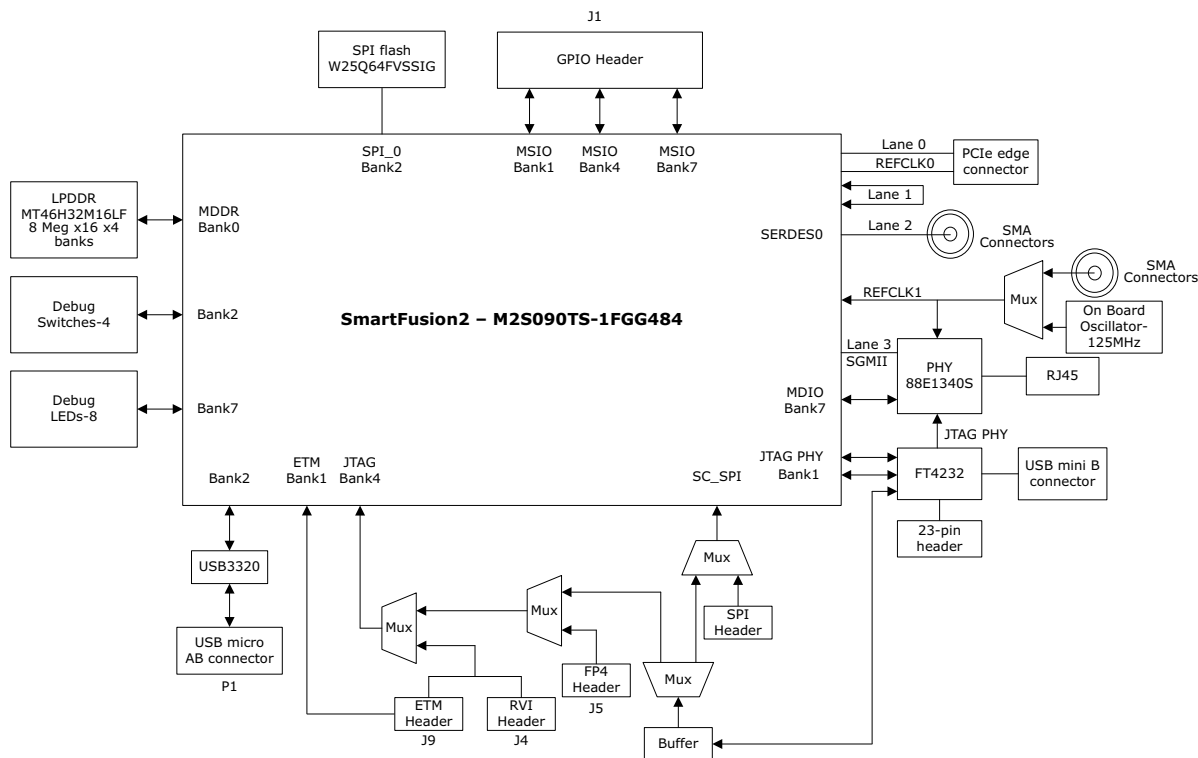 J1
SPI flash
W25Q64FVSSIG
GPIO Header
SPI_0
Bank2
MSIO
Bank1
MSIO
Bank4
MSIO
Bank7
Lane 0
REFCLK0
PCIe edge
connector
Lane 1
LPDDR
MT46H32M16LF
8 Meg x16 x4
banks
MDDR
Bank0
SERDES0
Lane 2
SMA
Connectors
SMA
Connectors
Debug
Switches-4
Bank2
SmartFusion2 – M2S090TS-1FGG484
REFCLK1
Mux
On Board
Oscillator-
125MHz
Lane 3
SGMII
PHY
88E1340S
RJ45
Debug
LEDs-8
Bank7
MDIO
Bank7
JTAG PHY
Bank2
ETM
Bank1
JTAG
Bank4
SC_SPI
JTAG PHY
Bank1
FT4232
USB mini B
connector
23-pin
header
USB3320
Mux
Mux
Mux
SPI
Header
USB micro
AB connector
P1
FP4
Header
J5
Mux
ETM
Header
J9
RVI
Header
J4
Buffer